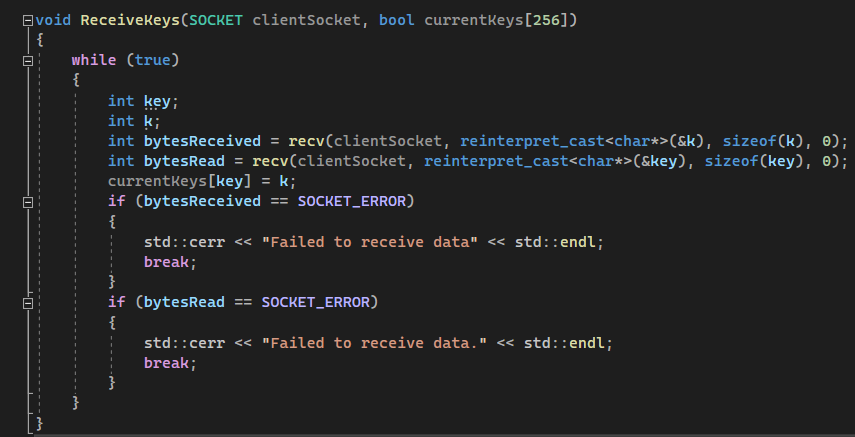 void ReceiveKeys(SOCKET clientSocket, bool currentKeys[256])
{
    while (true)
    {
        int key;
        int k;
        int bytesReceived = recv(clientSocket, reinterpret_cast<char*>(&k), sizeof(k), 0);
        int bytesRead = recv(clientSocket, reinterpret_cast<char*>(&key), sizeof(key), 0);
        currentKeys[key] = k;
        if (bytesReceived == SOCKET_ERROR)
        {
            std::cerr << "Failed to receive data" << std::endl;
            break;
        }
        if (bytesRead == SOCKET_ERROR)
        {
            std::cerr << "Failed to receive data." << std::endl;
            break;
        }
    }
}